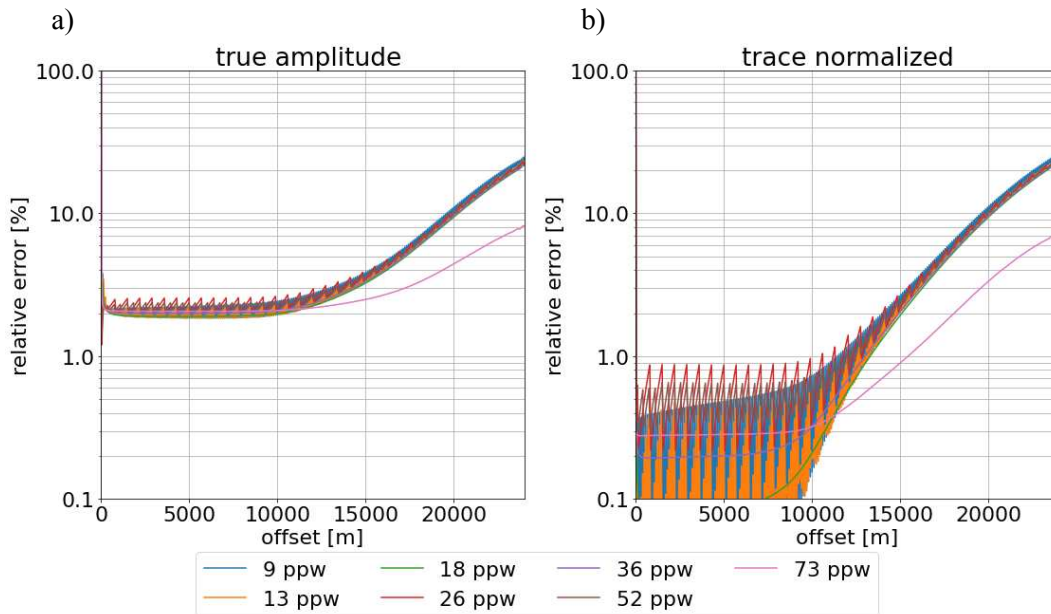 a)
b)
true amplitude
trace normalized
100.0
10.0
1.0
0.1
relative error [%]
0
5000
10000
15000
20000
offset [m]
100.0
10.0
1.0
0.1
relative error [%]
0
5000
10000
15000
20000
offset [m]
9 ppw
18 ppw
36 ppw
73 ppw
13 ppw
26 ppw
52 ppw